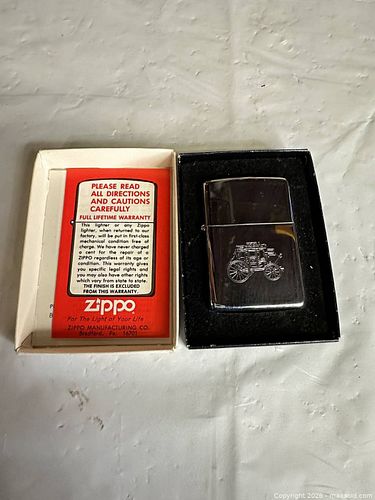 PLEASE READ
ALL DIRECTIONS
AND CAUTIONS
CAREFULLY
FULL LIFETIME WARRANTY
This lighter or any Zippo
lighter, when returned to our
factory, will be put in first-class
mechanical condition free of
charge. We have never charged
a cent for the repair of a
ZIPPO regardless of its age or
condition. This warranty gives
you specific legal rights and
you may also have other rights
which vary from state to state.
THE FINISH IS EXCLUDED
FROM THIS WARRANTY.
zippo
For The Light of Your Life
ZIPPO MANUFACTURING CO.
Bradford, Pa. 16701
Copyright 2026 - maxsold.com